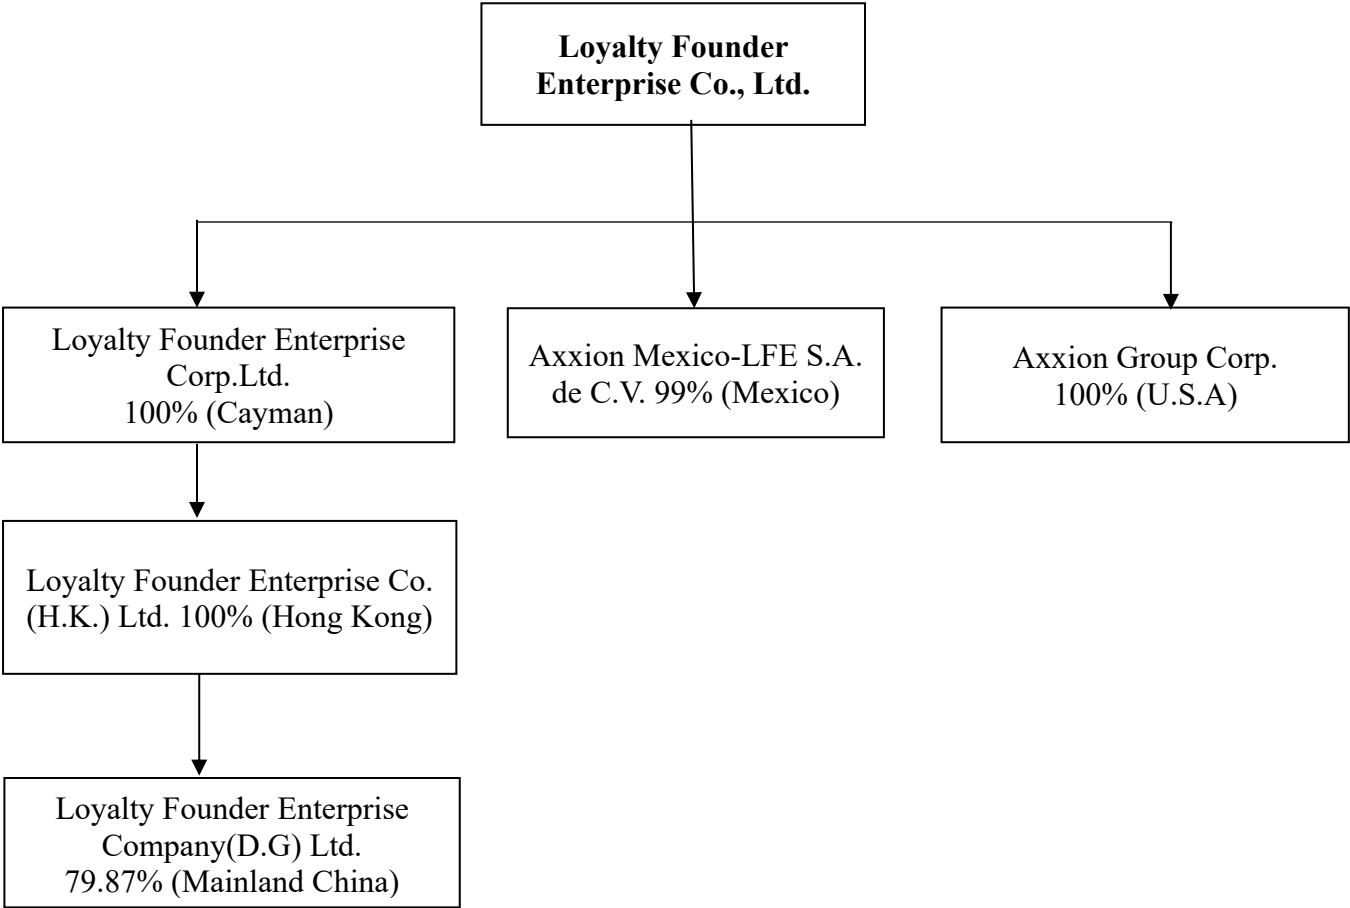 Loyalty Founder
Enterprise Co., Ltd.
Loyalty Founder Enterprise
Corp.Ltd.
100% (Cayman)
Axxion Mexico-LFE S.A.
de C.V. 99% (Mexico)
Axxion Group Corp.
100% (U.S.A)
Loyalty Founder Enterprise Co.
(H.K.) Ltd. 100% (Hong Kong)
Loyalty Founder Enterprise
Company(D.G) Ltd.
79.87% (Mainland China)